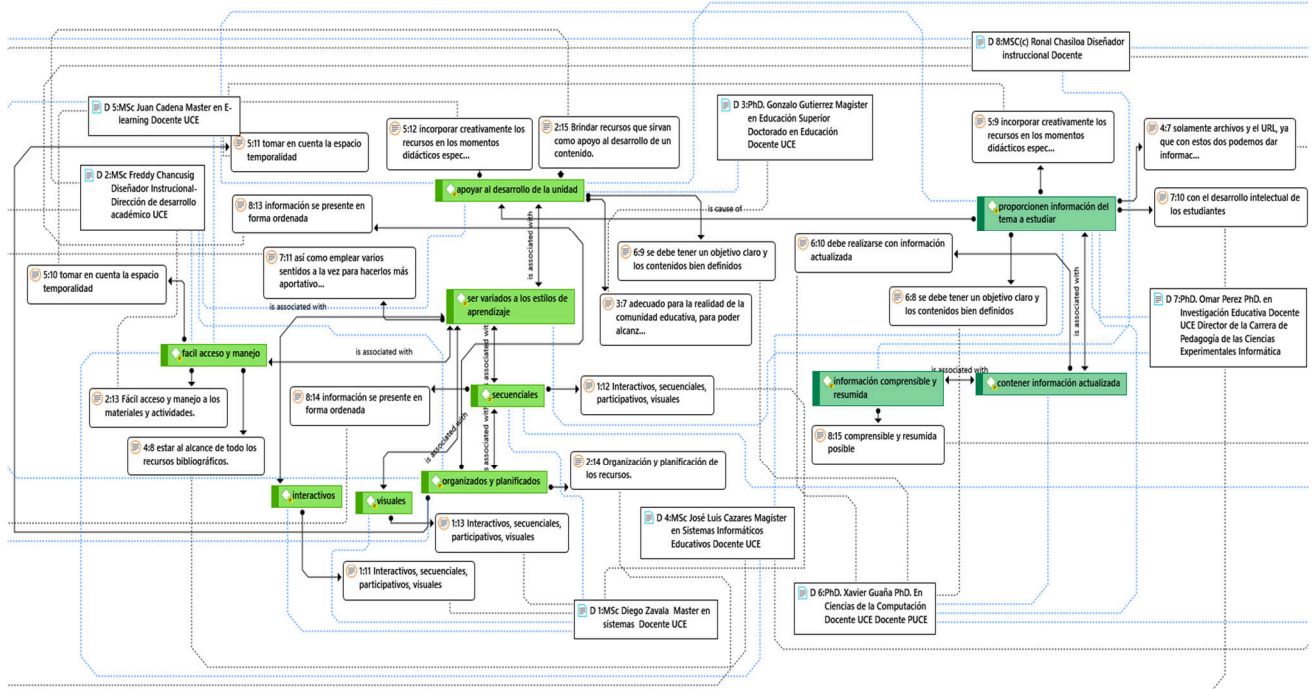 D 8:MSC(c) Ronal Chasiloa Diseñador
instruccional Docente
D 5:MSc Juan Cadena Master en E-
learning Docente UCE
D 3:PhD. Gonzalo Gutierrez Magister
en Educación Superior
Doctorado en Educación
Docente UCE
5:12 incorporar creativamente los
recursos en los momentos
didácticos espec...
2:15 Brindar recursos que sirvan
como apoyo al desarrollo de un
contenido.
5:9 incorporar creativamente los
recursos en los momentos
didácticos espec...
4:7 solamente archivos y el URL, ya
que con estos dos podemos dar
informac...
5:11 tomar en cuenta la espacio
temporalidad
D 2:MSc Freddy Chancusig
Diseñador Instrucional-
Dirección de desarrollo
académico UCE
apoyar al desarrollo de la unidad
8:13 información se presente en
forma ordenada
is cause of
proporcionen información del
tema a estudiar
7:10 con el desarrollo intelectual de
los estudiantes
is associated with
6:9 se debe tener un objetivo claro y
los contenidos bien definidos
6:10 debe realizarse con información
actualizada
7:11 así como emplear varios
sentidos a la vez para hacerlos más
aportativo...
5:10 tomar en cuenta la espacio
temporalidad
is associated with
ser variados a los estilos de
aprendizaje
3:7 adecuado para la realidad de la
comunidad educativa, para poder
alcanz...
6:8 se debe tener un objetivo claro y
los contenidos bien definidos
is associated with
D 7:PhD. Omar Perez PhD. en
Investigación Educativa Docente
UCE Director de la Carrera de
Pedagogía de las Ciencias
Experimentales Informática
facil acceso y manejo
is associated with
is associated with
is associated with
información comprensible y
resumida
contener información actualizada
2:13 Fácil acceso y manejo a los
materiales y actividades.
8:14 información se presente en
forma ordenada
secuenciales
1:12 Interactivos, secuenciales,
participativos, visuales
8:15 comprensible y resumida
posible
4:8 estar al alcance de todo los
recursos bibliográficos.
is associated with
is associated with
2:14 Organización y planificación de
los recursos.
interactivos
visuales
organizados y planificados
1:13 Interactivos, secuenciales,
participativos, visuales
D 4:MSc José Luis Cazares Magister
en Sistemas Informáticos
Educativos Docente UCE
1:11 Interactivos, secuenciales,
participativos, visuales
D 1:MSc Diego Zavala Master en
sistemas Docente UCE
D 6:PhD. Xavier Guaña PhD. En
Ciencias de la Computación
Docente UCE Docente PUCE